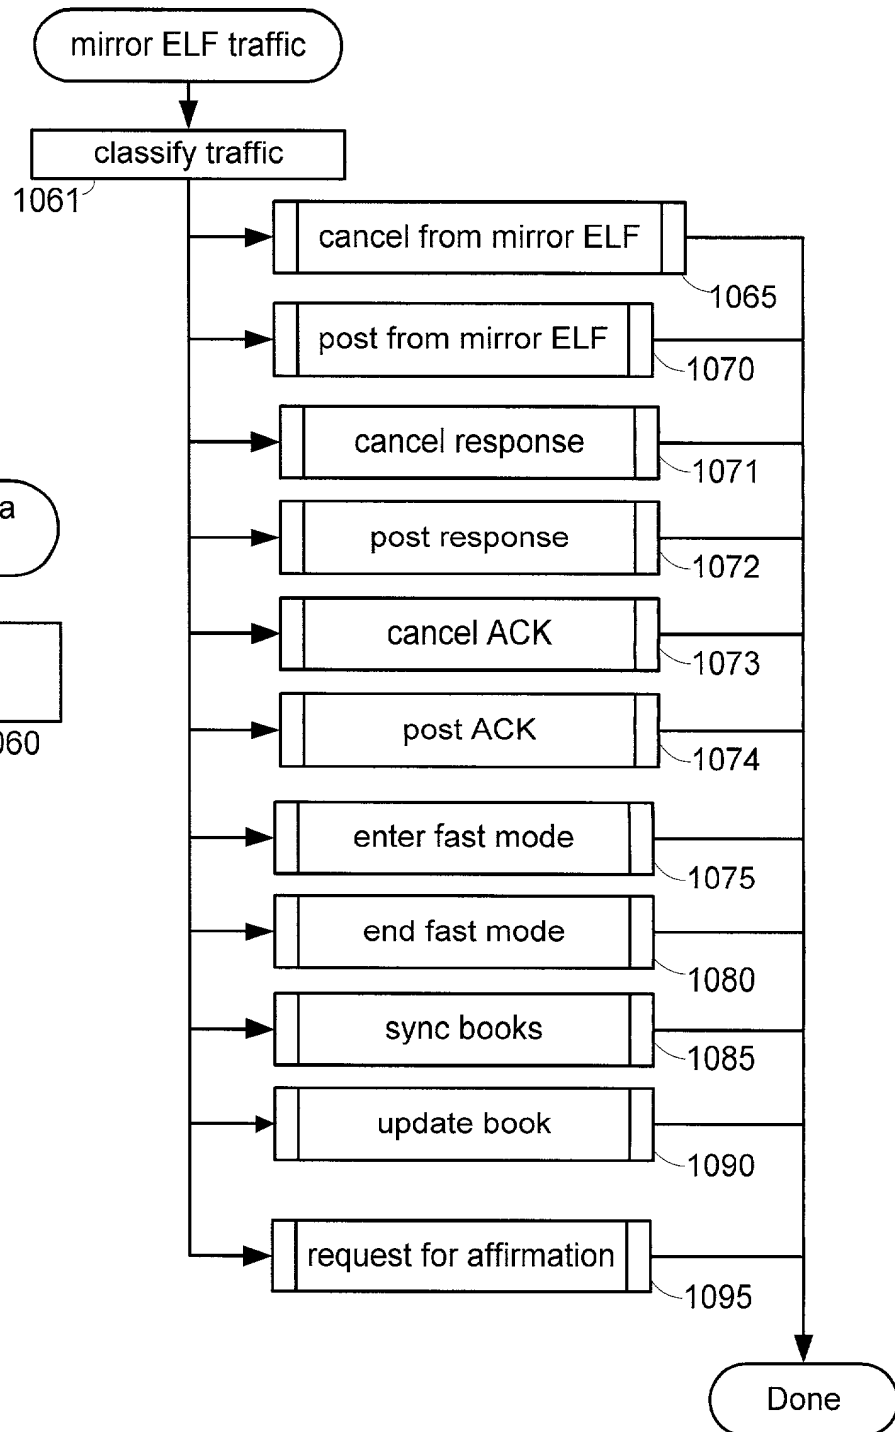 mirror ELF traffic
classify traffic
1061
cancel from mirror ELF
1065
post from mirror ELF
1070
cancel response
1071
a
post response
1072
cancel ACK
1073
post ACK
060
1074
enter fast mode
1075
end fast mode
1080
sync books
1085
update book
1090
request for affirmation
1095
Done